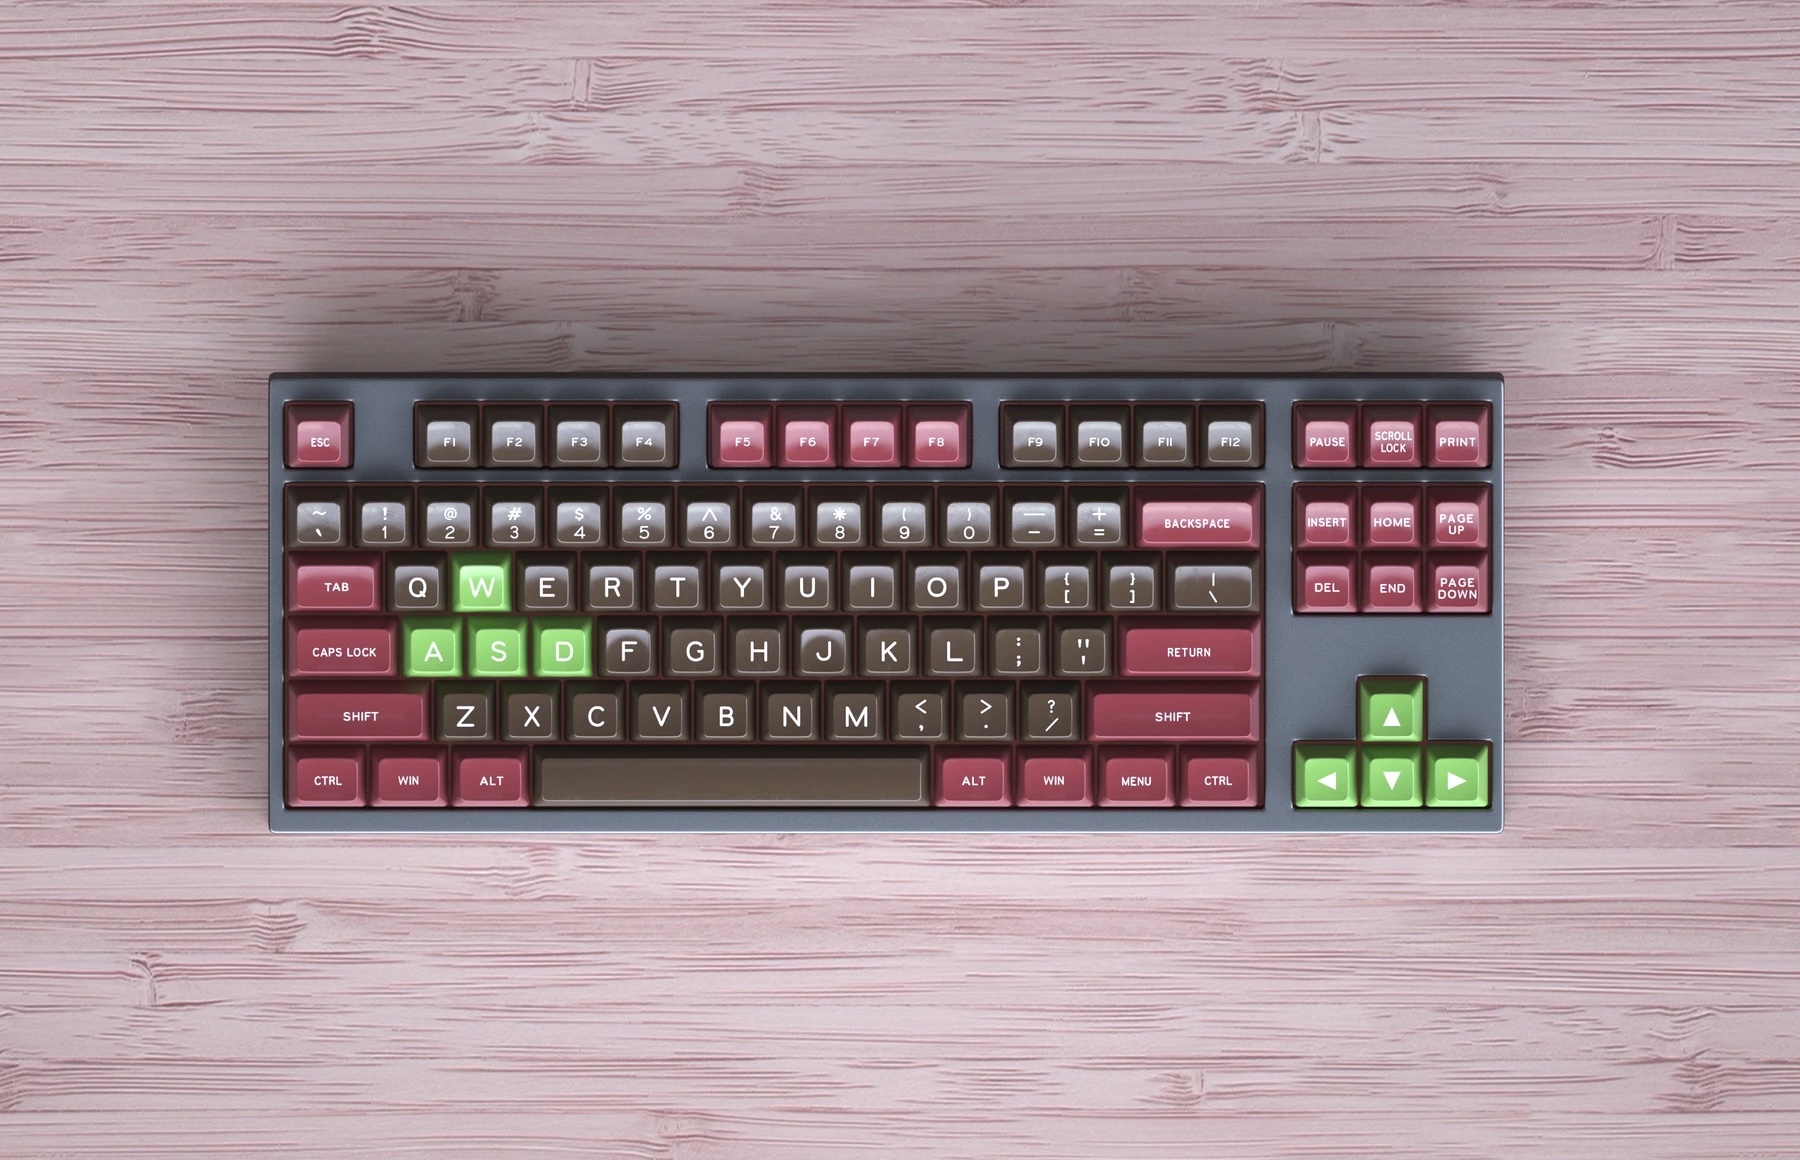 ESC F1 F2 F3 F4 F5 F6 F7 F8 F9 F10 F11 F12 PAUSE SCROLL LOCK PRINT
~ ! @ # $ % ^ & * ( ) — +
` 1 2 3 4 5 6 7 8 9 0 - = BACKSPACE INSERT HOME PAGE UP
TAB Q W E R T Y U I O P { [ } ] | \ DEL END PAGE DOWN
CAPS LOCK A S D F G H J K L : ; " ' RETURN
SHIFT Z X C V B N M < , > . ? / SHIFT ▲
CTRL WIN ALT ALT WIN MENU CTRL ◀ ▼ ▶